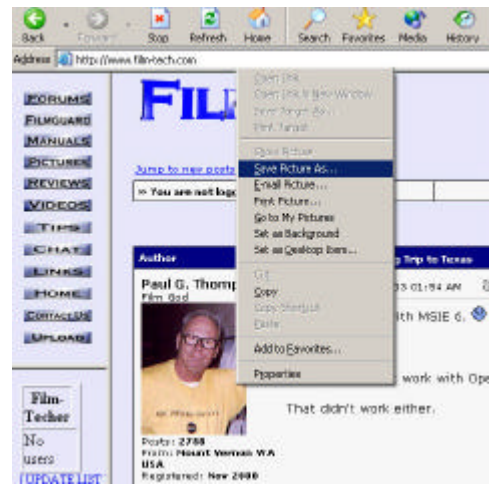 Back Forward Stop Refresh Home Search Favorites Media History
Address http://www.film-tech.com
FORUMS
FILMGUARD
MANUALS
PICTURES
REVIEWS
VIDEOS
TIPS
CHAT
LINKS
HOME
CONTACT US
UPLOAD
Film-
Techer
No
users
(UPDATE LIST
FIL
Jump to new posts
» You are not logg
Open Link
Open Link in New Window
Save Target As...
Print Target
Show Picture
Save Picture As...
E-mail Picture...
Print Picture...
Go to My Pictures
Set as Background
Set as Desktop Item...
Cut
Copy
Copy Shortcut
Paste
Add to Favorites...
Properties
Author
g Trip to Texas
Paul G. Thomp
Film God
01:54 AM
ith MSIE 6.
work with Ope
That didn't work either.
Posts: 2788
From: Mount Vernon WA
USA
Registered: Nov 2000